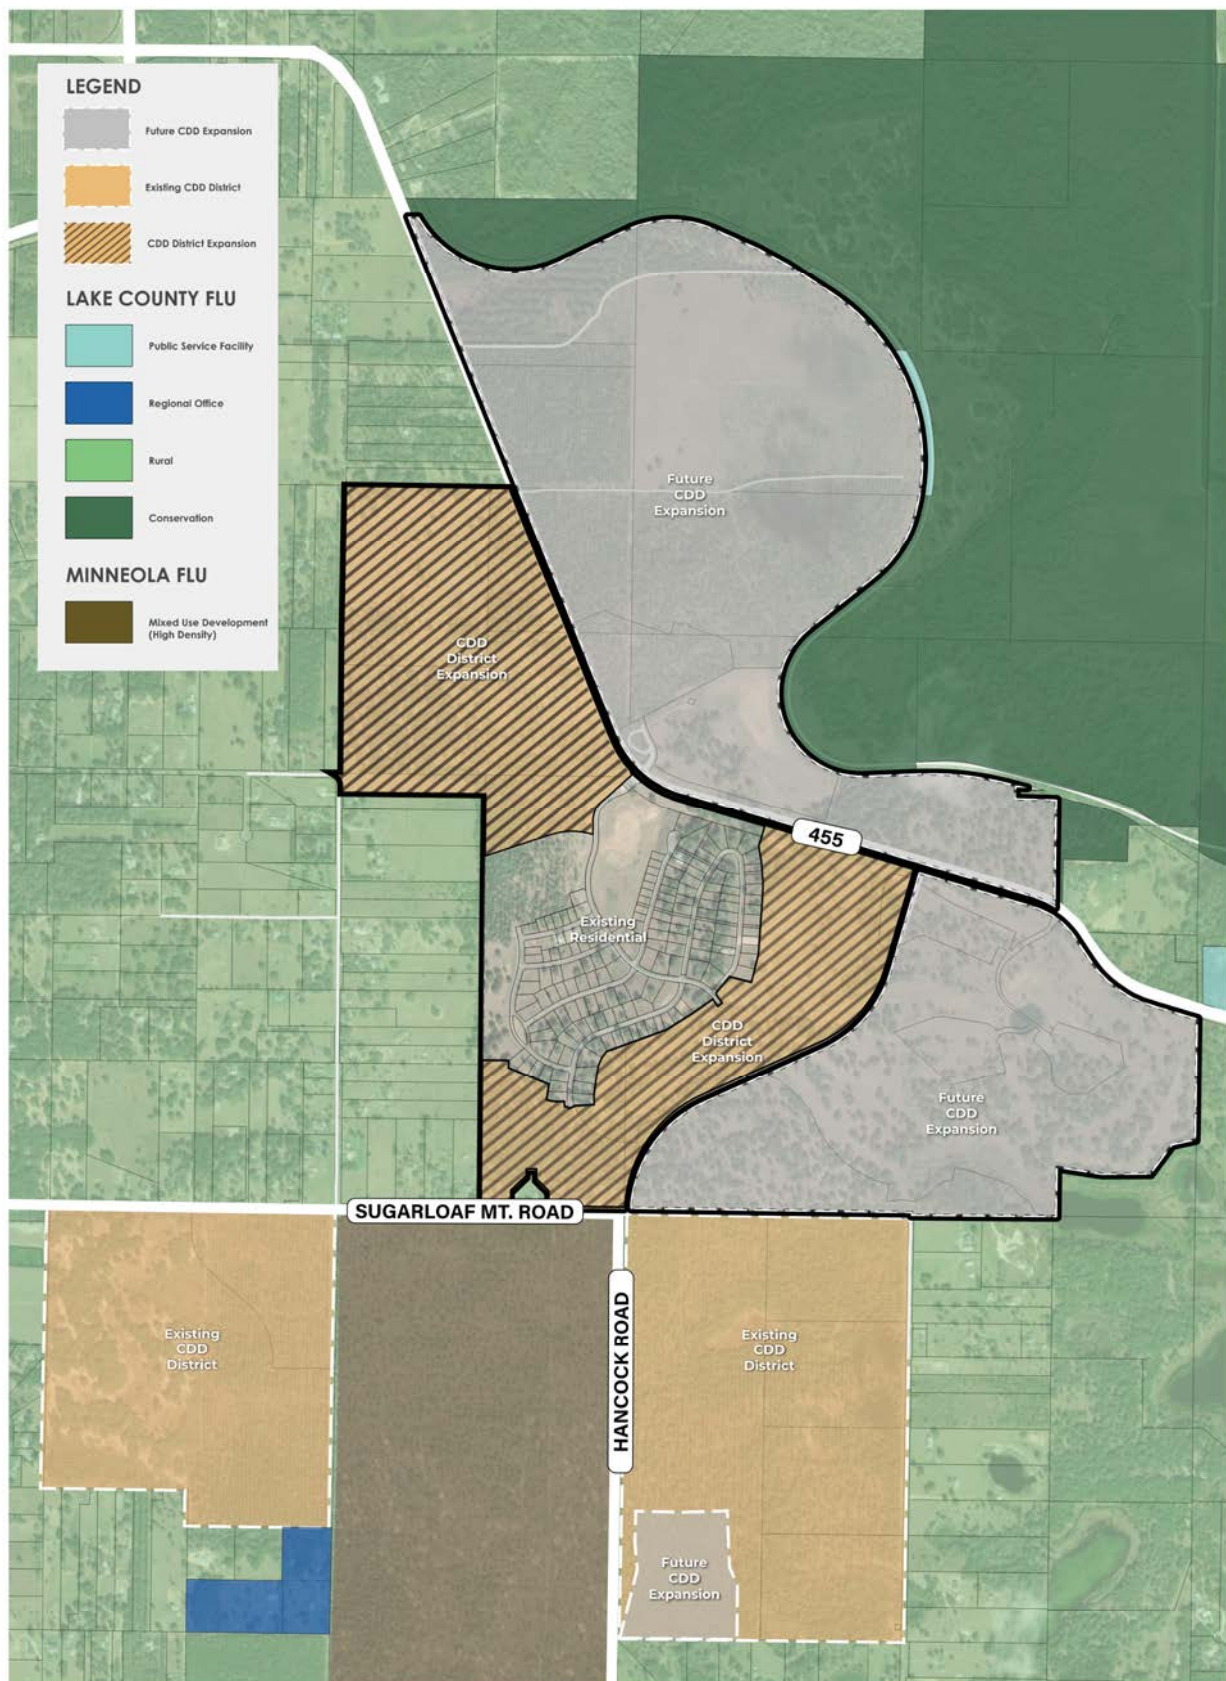 LEGEND
Future CDD Expansion
Existing CDD District
CDD District Expansion
LAKE COUNTY FLU
Public Service Facility
Regional Office
Rural
Conservation
MINNEOLA FLU
Mixed Use Development
(High Density)
Future
CDD
Expansion
CDD
District
Expansion
455
Existing
Residential
CDD
District
Expansion
Future
CDD
Expansion
SUGARLOAF MT. ROAD
HANCOCK ROAD
Existing
CDD
District
Existing
CDD
District
Future
CDD
Expansion